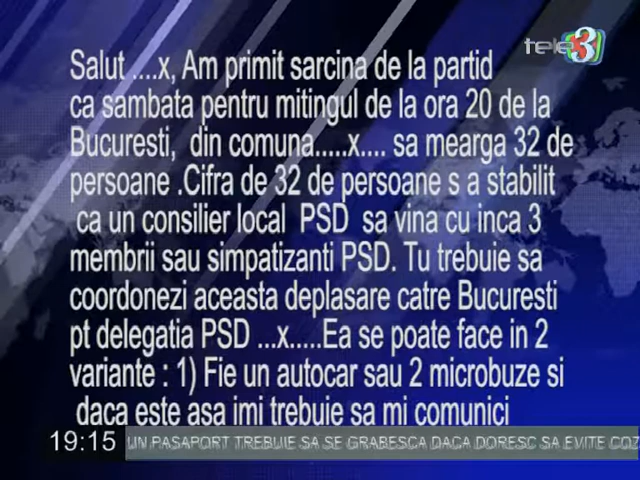 tele 3
Salut ....x, Am primit sarcina de la partid
ca sambata pentru mitingul de la ora 20 de la
Bucuresti, din comuna.....x.... sa mearga 32 de
persoane .Cifra de 32 de persoane s a stabilit
ca un consilier local PSD sa vina cu inca 3
membrii sau simpatizanti PSD. Tu trebuie sa
coordonezi aceasta deplasare catre Bucuresti
pt delegatia PSD ...x.....Ea se poate face in 2
variante : 1) Fie un autocar sau 2 microbuze si
daca este asa imi trebuie sa mi comunici
19:15 UN PASAPORT TREBUIE SA SE GRABESCA DACA DORESC SA EVITE COZ